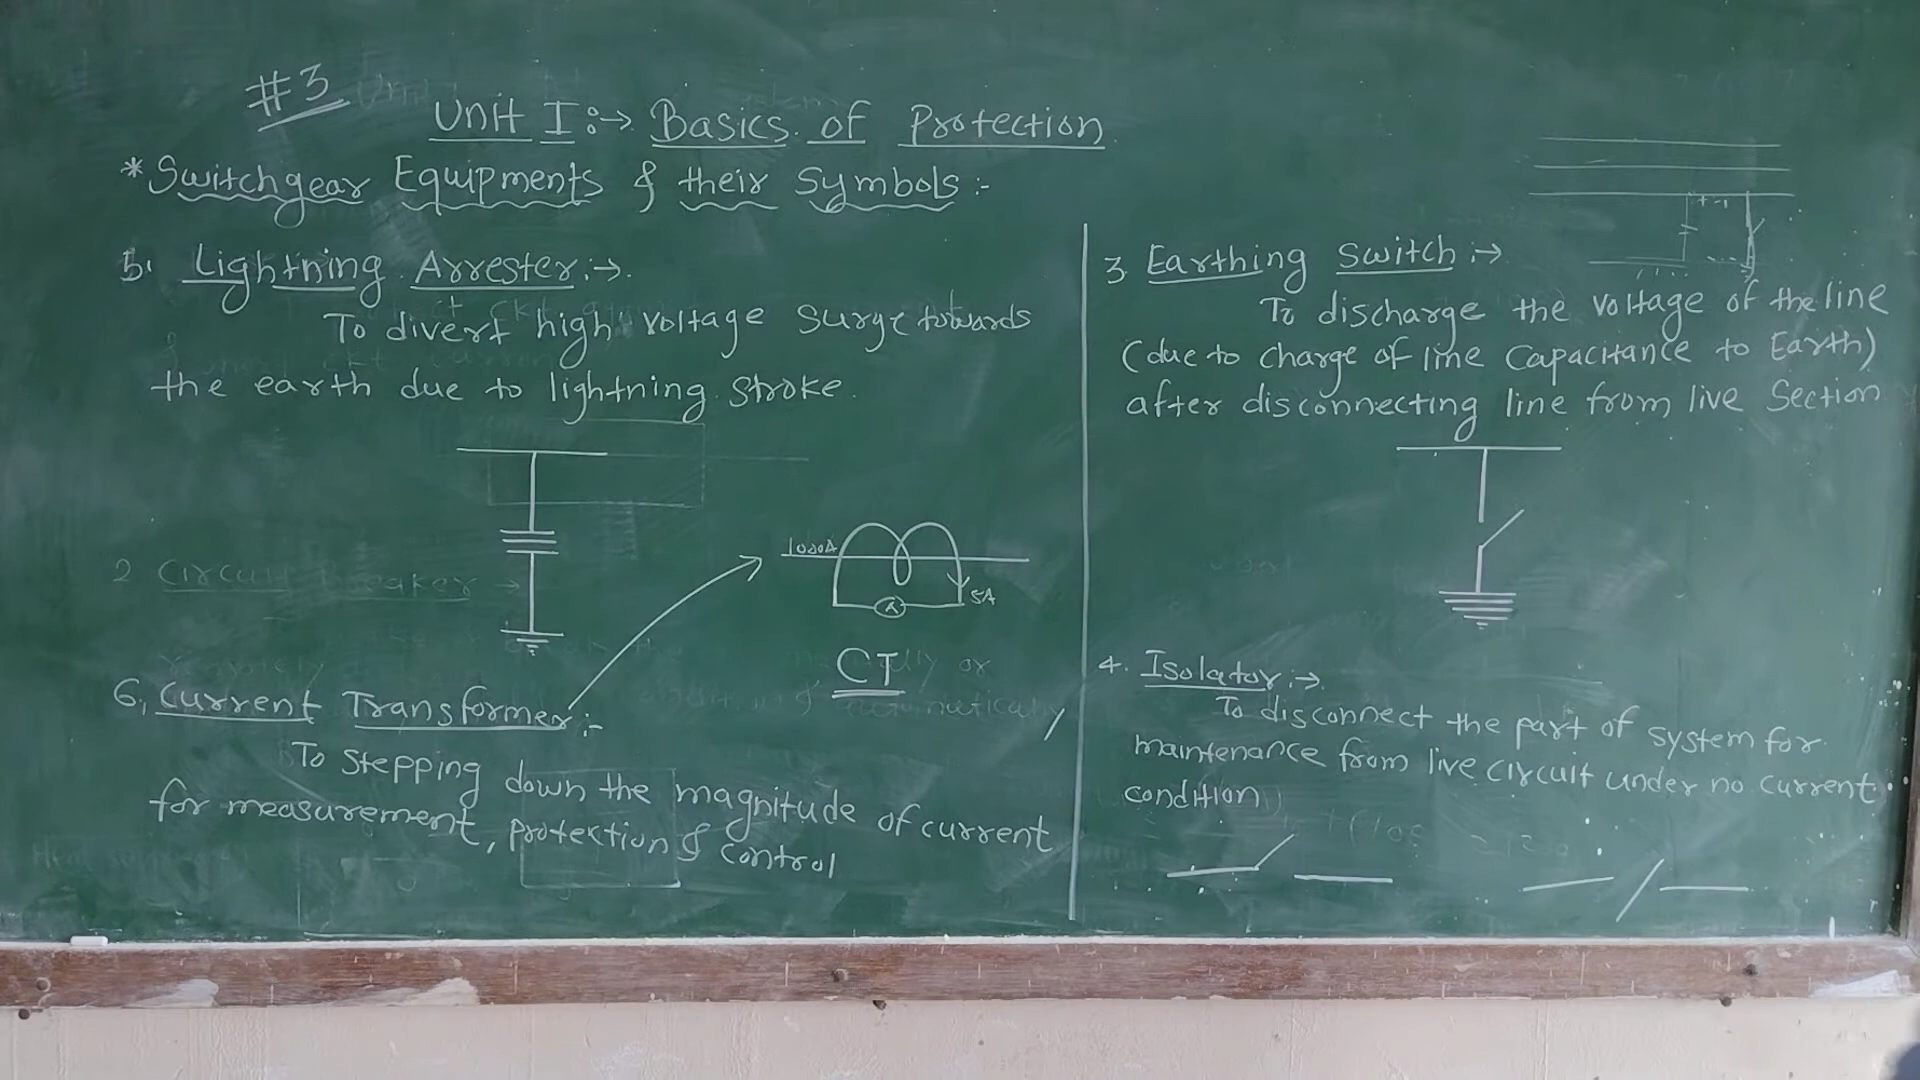 #3
Unit I :→ Basics of Protection
* Switchgear Equipments & their Symbols :-
5. Lightning Arrester :→
To divert high voltage surge towards
the earth due to lightning stroke.
1000A
A
5A
CT
2 Circuit Breaker →
6. Current Transformer :-
To stepping down the magnitude of current
for measurement, protection & control
3. Earthing Switch :→
To discharge the voltage of the line
(due to charge of line capacitance to Earth)
after disconnecting line from live section
4. Isolator :→
To disconnect the part of system for
maintenance from live circuit under no current
condition